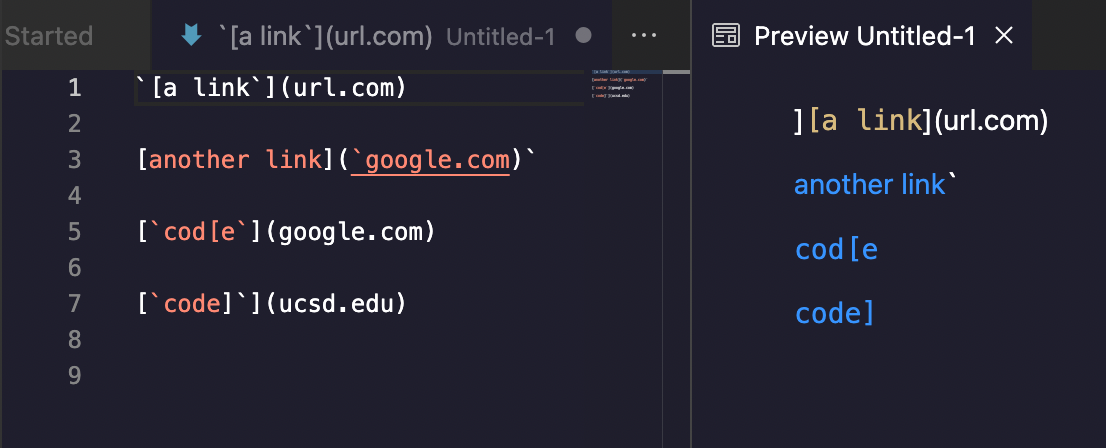 Started
`[a link`](url.com) Untitled-1 ● ···
Preview Untitled-1 ×
1 `[a link`](url.com)
2
3 [another link](`google.com)`
4
5 [`cod[e`](google.com)
6
7 [`code]`](ucsd.edu)
8
9
][a link](url.com)
another link`
cod[e
code]